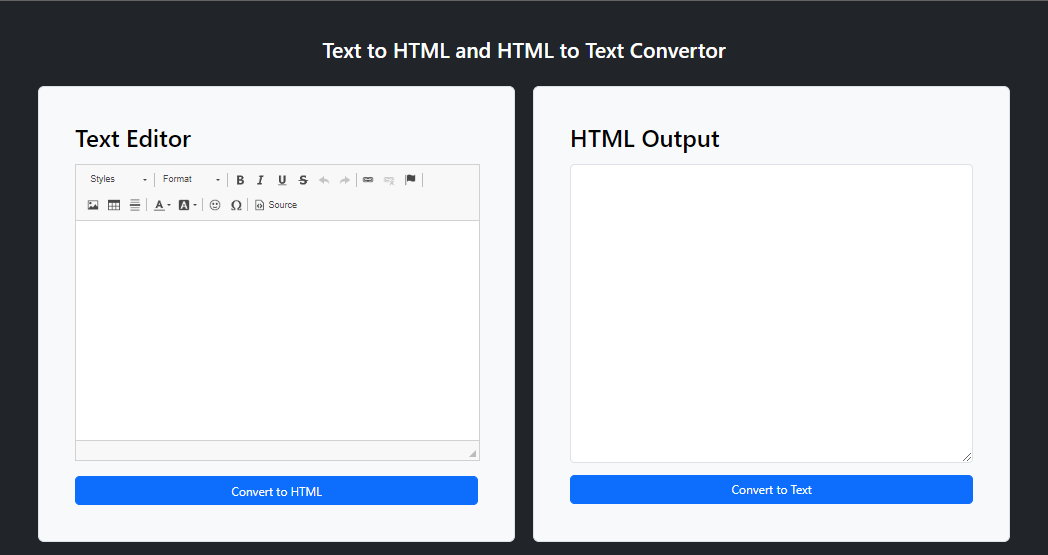 Text to HTML and HTML to Text Convertor
Text Editor
Styles Format B I U S
A A Ω Source
Convert to HTML
HTML Output
Convert to Text